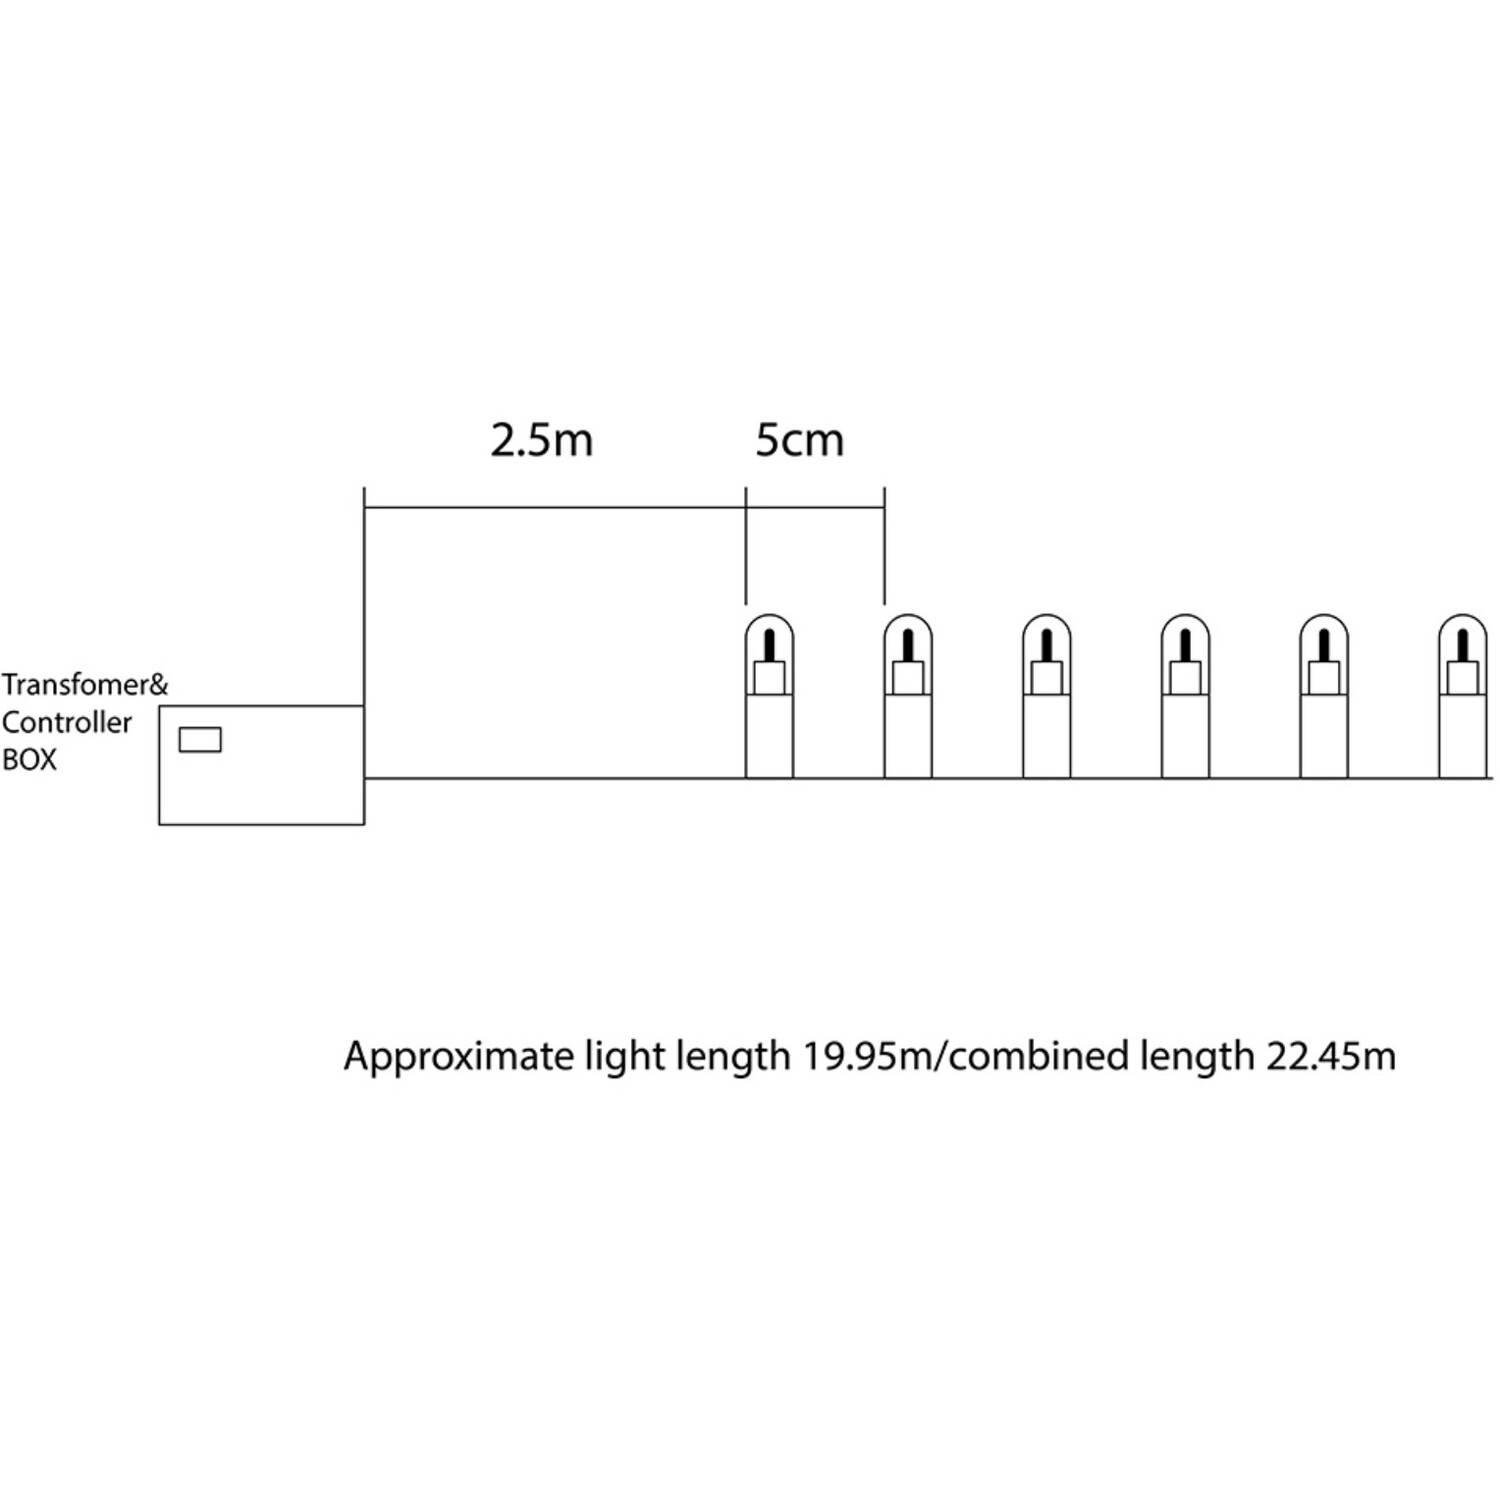 2.5m
5cm
Transfomer&
Controller
BOX
Approximate light length 19.95m/combined length 22.45m